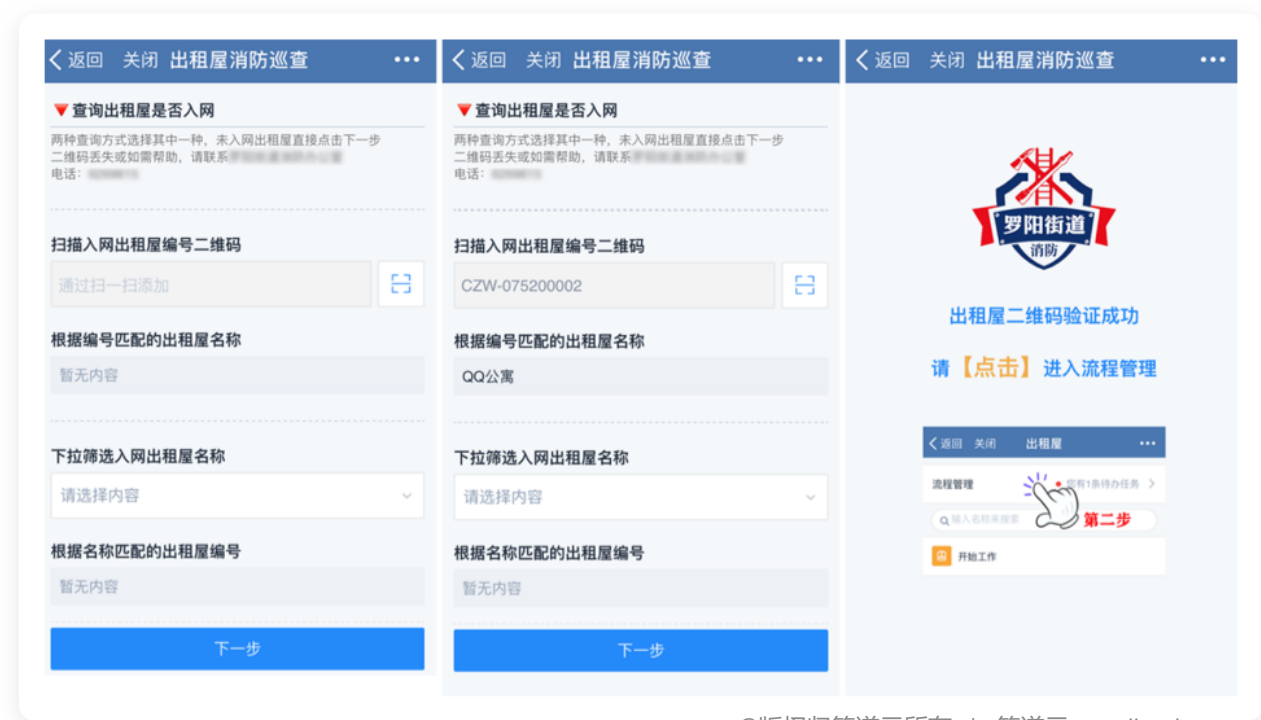 返回 关闭 出租屋消防巡查
查询出租屋是否入网
两种查询方式选择其中一种，未入网出租屋直接点击下一步
二维码丢失或如需帮助，请联系
电话：
扫描入网出租屋编号二维码
通过扫一扫添加
根据编号匹配的出租屋名称
暂无内容
下拉筛选入网出租屋名称
请选择内容
根据名称匹配的出租屋编号
暂无内容
下一步
返回 关闭 出租屋消防巡查
查询出租屋是否入网
两种查询方式选择其中一种，未入网出租屋直接点击下一步
二维码丢失或如需帮助，请联系
电话：
扫描入网出租屋编号二维码
CZW-075200002
根据编号匹配的出租屋名称
QQ公寓
下拉筛选入网出租屋名称
请选择内容
根据名称匹配的出租屋编号
暂无内容
下一步
返回 关闭 出租屋消防巡查
罗阳街道
消防
出租屋二维码验证成功
请【点击】进入流程管理
返回 关闭 出租屋
流程管理 您有1条待办任务
输入名称来搜索 第二步
开始工作